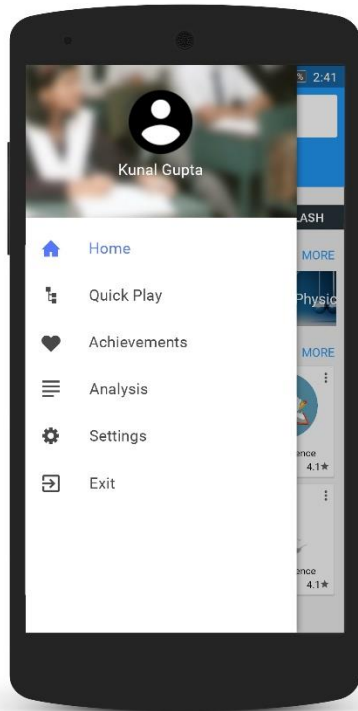 % 2:41
Kunal Gupta
LASH
Home
MORE
Quick Play
Physic
Achievements
MORE
Analysis
Settings
ence
4.1★
Exit
ence
4.1★